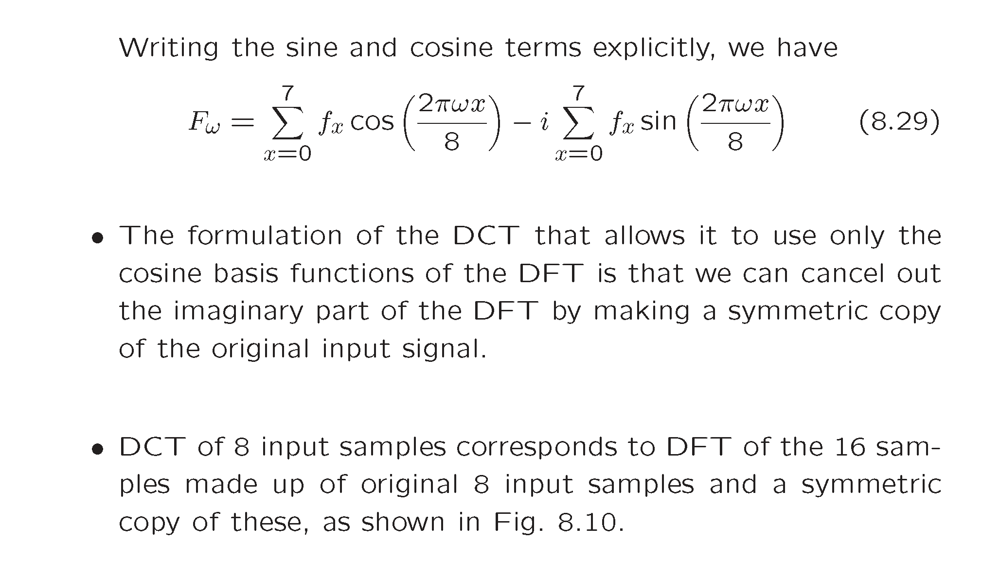 Writing the sine and cosine terms explicitly, we have
$F_\omega = \sum_{x=0}^{7} f_x \cos\left(\frac{2\pi\omega x}{8}\right) - i \sum_{x=0}^{7} f_x \sin\left(\frac{2\pi\omega x}{8}\right)$ (8.29)
• The formulation of the DCT that allows it to use only the
cosine basis functions of the DFT is that we can cancel out
the imaginary part of the DFT by making a symmetric copy
of the original input signal.
• DCT of 8 input samples corresponds to DFT of the 16 sam-
ples made up of original 8 input samples and a symmetric
copy of these, as shown in Fig. 8.10.